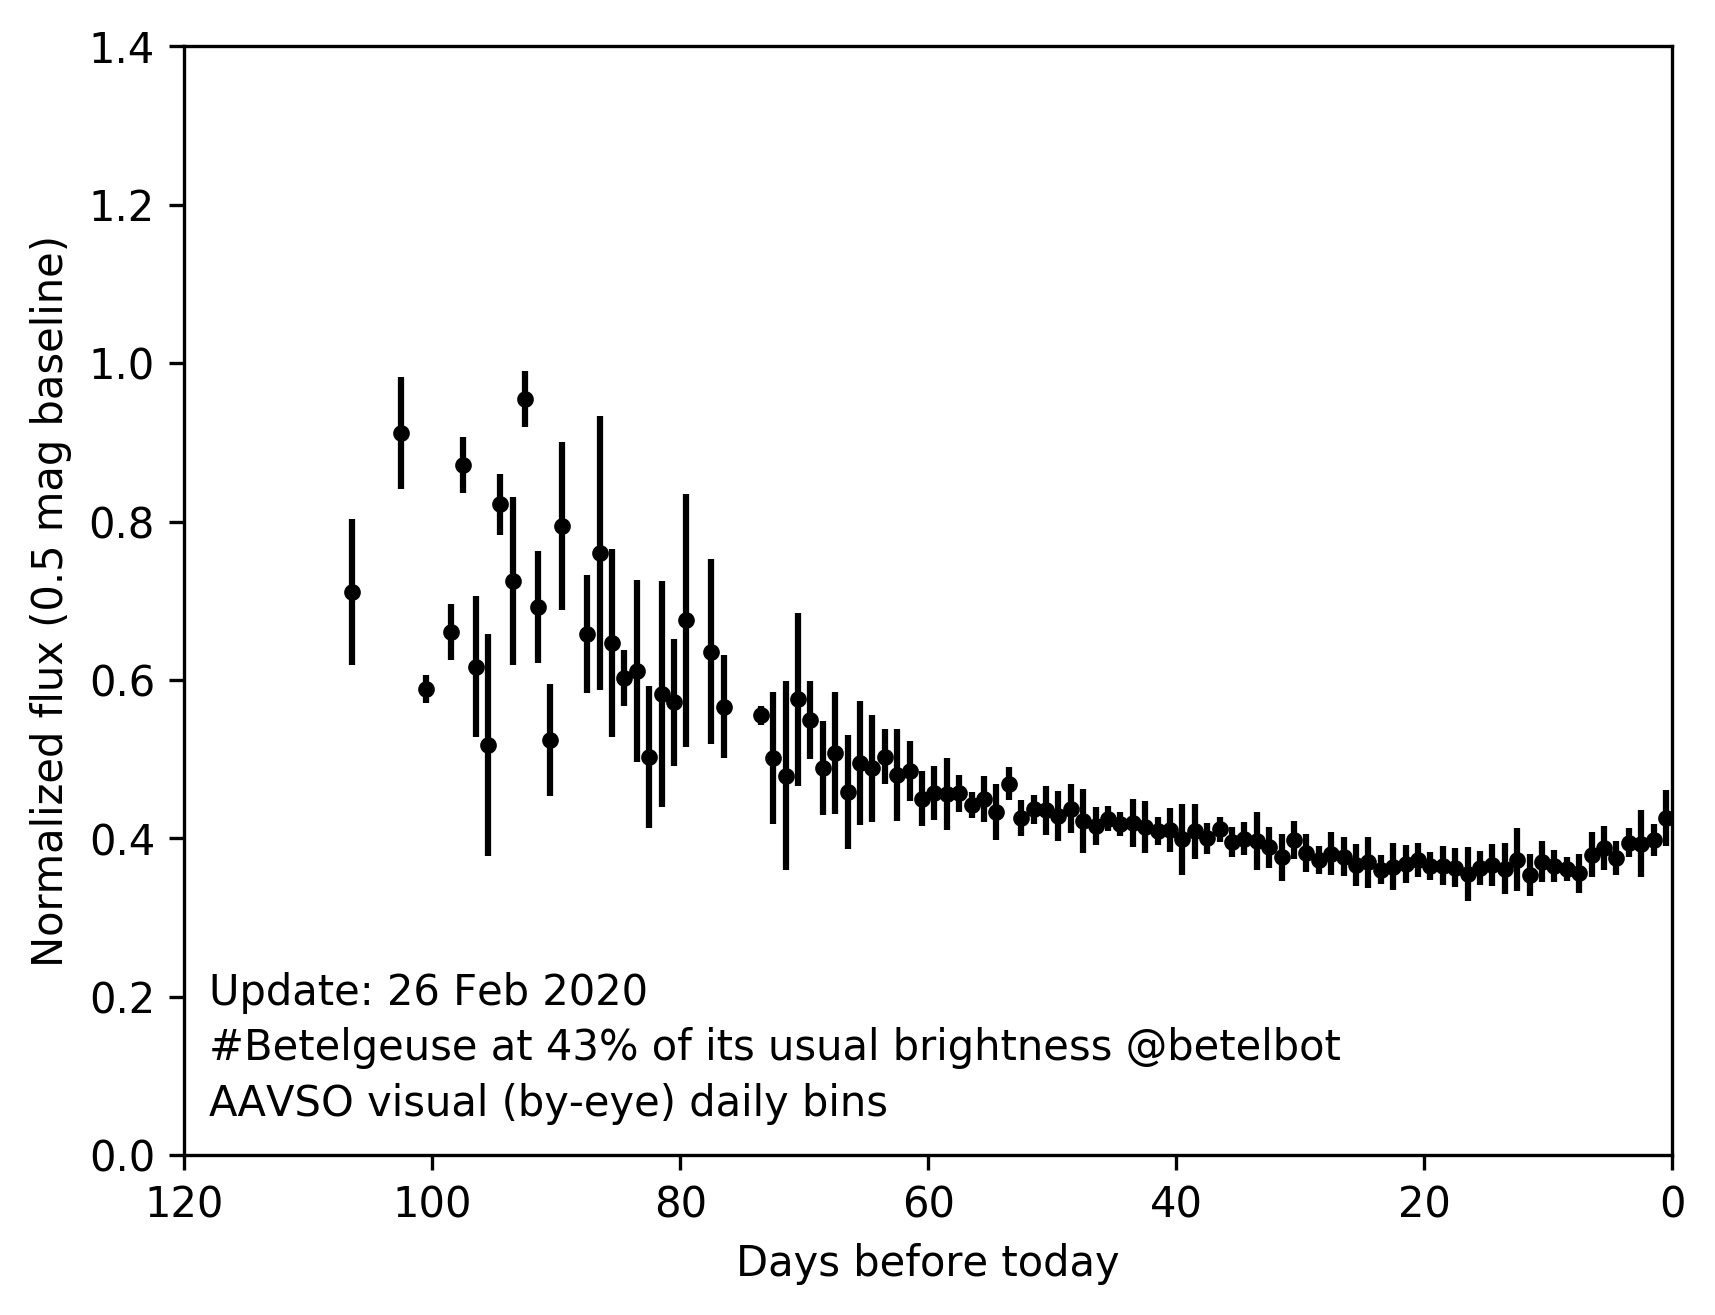 1.4
1.2
1.0
0.8
0.6
0.4
0.2
0.0
Normalized flux (0.5 mag baseline)
Update: 26 Feb 2020
#Betelgeuse at 43% of its usual brightness @betelbot
AAVSO visual (by-eye) daily bins
120 100 80 60 40 20 0
Days before today